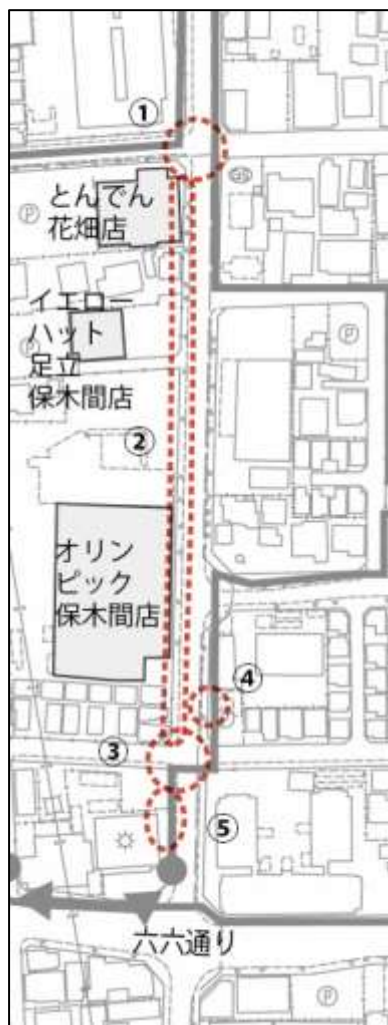 ①
とんでん
花畑店
GS
P
イエロー
ハット
足立
保木間店
P
P
②
オリン
ピック
保木間店
④
③
⑤
六六通り
P